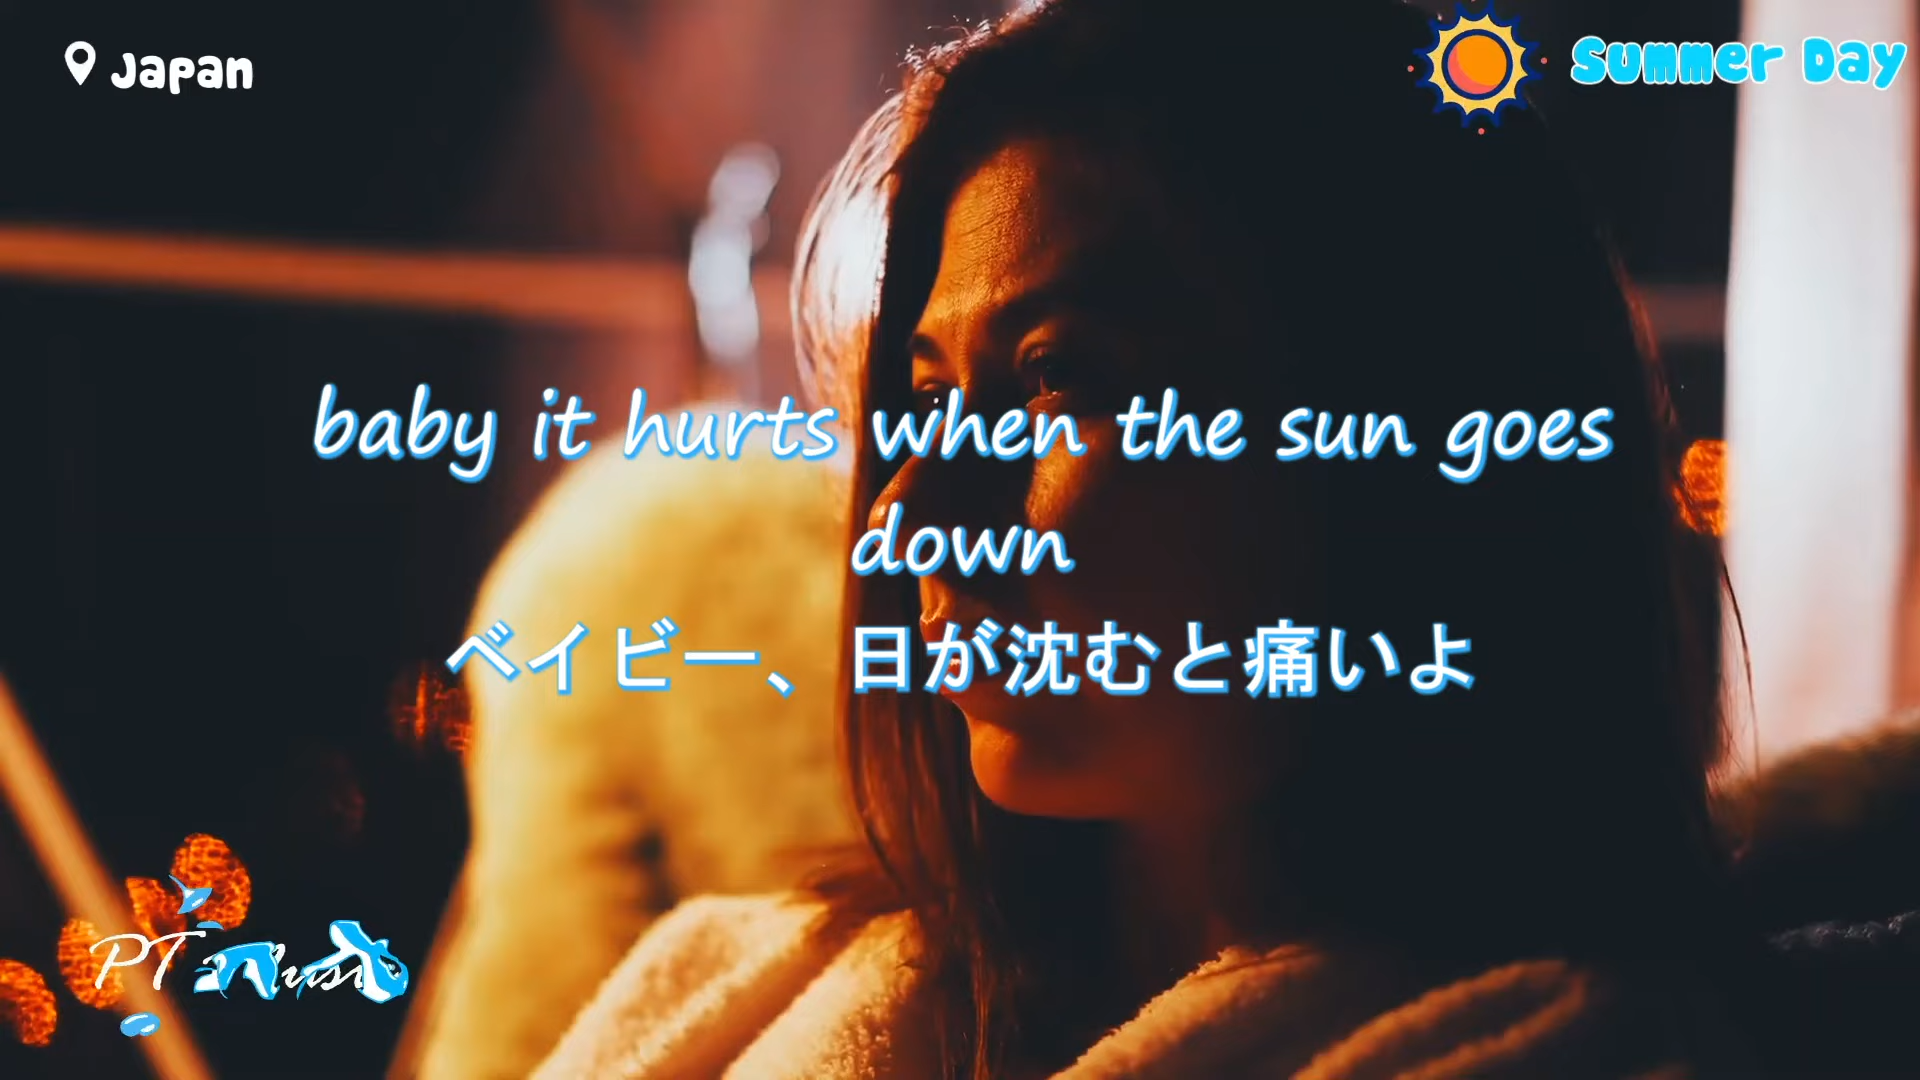 Japan
Summer Day
baby it hurts when the sun goes
down
ベイビー、日が沈むと痛いよ
PT Music